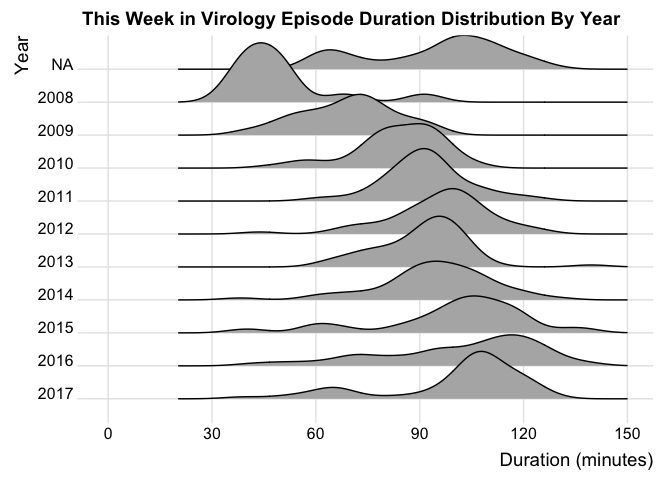 This Week in Virology Episode Duration Distribution By Year
Year
NA
2008
2009
2010
2011
2012
2013
2014
2015
2016
2017
0 30 60 90 120 150
Duration (minutes)